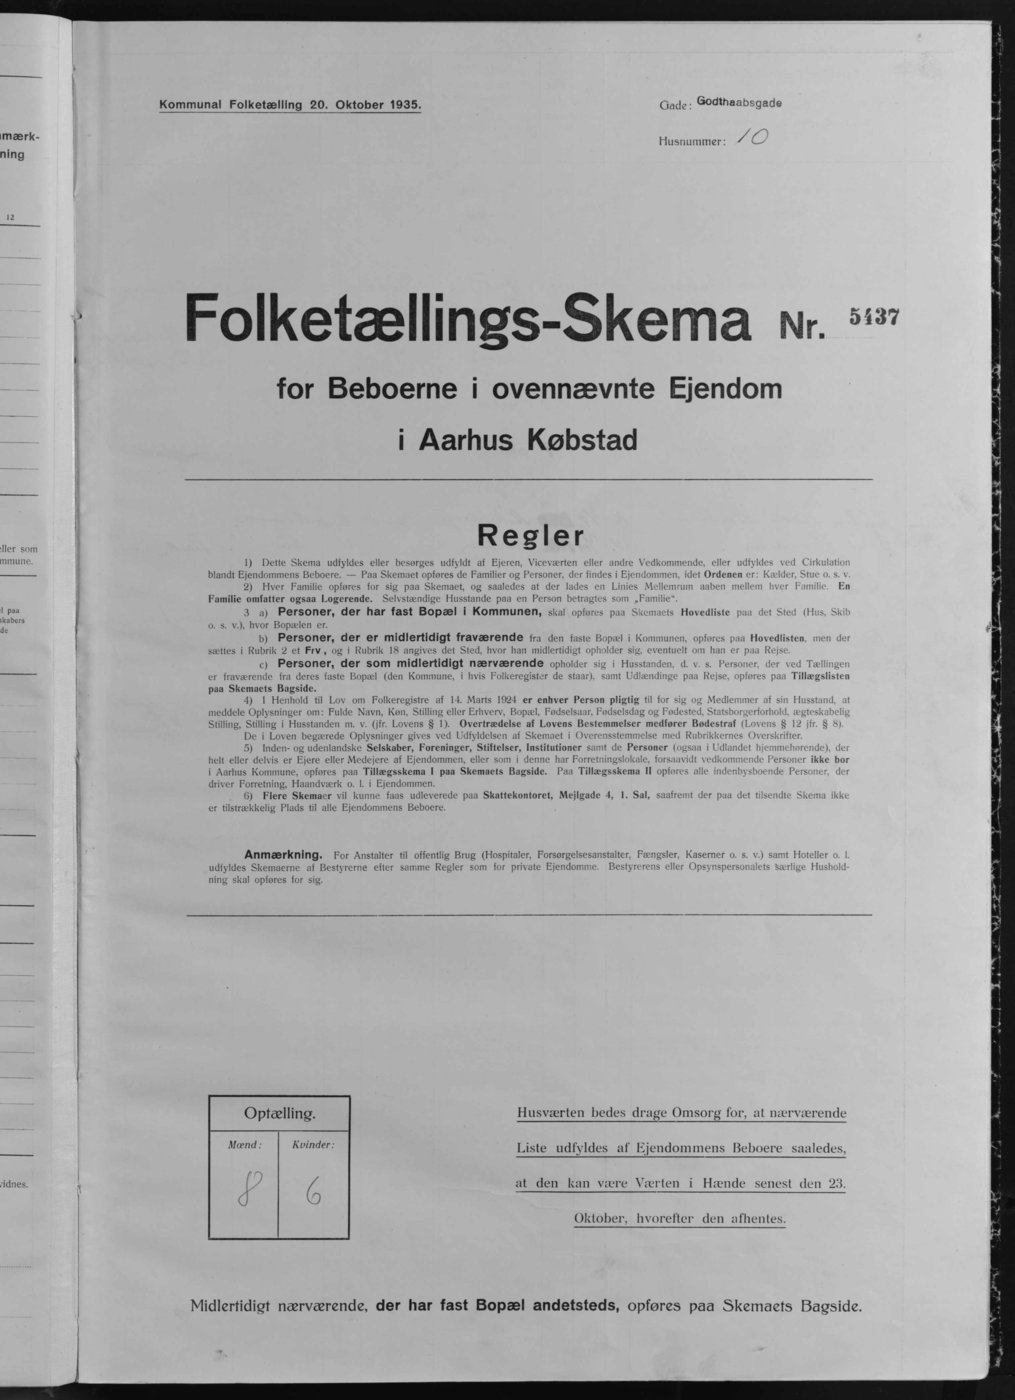 mærk-
ning
12
eller som
mmune.
l paa
skabers
de
vidnes.
Kommunal Folketælling 20. Oktober 1935.
Gade: Godthaabsgade
Husnummer: 10
Folketællings-Skema Nr. 5437
for Beboerne i ovennævnte Ejendom
i Aarhus Købstad
Regler
1) Dette Skema udfyldes eller besørges udfyldt af Ejeren, Viceværten eller andre Vedkommende, eller udfyldes ved Cirkulation
blandt Ejendommens Beboere. — Paa Skemaet opføres de Familier og Personer, der findes i Ejendommen, idet Ordenen er: Kælder, Stue o. s. v.
2) Hver Familie opføres for sig paa Skemaet, og saaledes at der lades en Linies Mellemrum aaben mellem hver Familie. En
Familie omfatter ogsaa Logerende. Selvstændige Husstande paa en Person betragtes som „Familie".
3 a) Personer, der har fast Bopæl i Kommunen, skal opføres paa Skemaets Hovedliste paa det Sted (Hus, Skib
o. s. v.), hvor Bopælen er.
b) Personer, der er midlertidigt fraværende fra den faste Bopæl i Kommunen, opføres paa Hovedlisten, men der
sættes i Rubrik 2 et Frv, og i Rubrik 18 angives det Sted, hvor han midlertidigt opholder sig, eventuelt om han er paa Rejse.
c) Personer, der som midlertidigt nærværende opholder sig i Husstanden, d. v. s. Personer, der ved Tællingen
er fraværende fra deres faste Bopæl (den Kommune, i hvis Folkeregister de staar), samt Udlændinge paa Rejse, opføres paa Tillægslisten
paa Skemaets Bagside.
4) I Henhold til Lov om Folkeregistre af 14. Marts 1924 er enhver Person pligtig til for sig og Medlemmer af sin Husstand, at
meddele Oplysninger om: Fulde Navn, Køn, Stilling eller Erhverv, Bopæl, Fødselsaar, Fødselsdag og Fødested, Statsborgerforhold, ægteskabelig
Stilling, Stilling i Husstanden m. v. (jfr. Lovens § 1). Overtrædelse af Lovens Bestemmelser medfører Bødestraf (Lovens § 12 jfr. § 8).
De i Loven begærede Oplysninger gives ved Udfyldelsen af Skemaet i Overensstemmelse med Rubrikkernes Overskrifter.
5) Inden- og udenlandske Selskaber, Foreninger, Stiftelser, Institutioner samt de Personer (ogsaa i Udlandet hjemmehørende), der
helt eller delvis er Ejere eller Medejere af Ejendommen, eller som i denne har Forretningslokale, forsaavidt vedkommende Personer ikke bor
i Aarhus Kommune, opføres paa Tillægsskema I paa Skemaets Bagside. Paa Tillægsskema II opføres alle indenbysboende Personer, der
driver Forretning, Haandværk o. l. i Ejendommen.
6) Flere Skemaer vil kunne faas udleverede paa Skattekontoret, Mejlgade 4, 1. Sal, saafremt der paa det tilsendte Skema ikke
er tilstrækkelig Plads til alle Ejendommens Beboere.
Anmærkning. For Anstalter til offentlig Brug (Hospitaler, Forsørgelsesanstalter, Fængsler, Kaserner o. s. v.) samt Hoteller o. l.
udfyldes Skemaerne af Bestyrerne efter samme Regler som for private Ejendomme. Bestyrerens eller Opsynspersonalets særlige Hushold-
ning skal opføres for sig.
Optælling.
Mænd: Kvinder:
8 6
Husværten bedes drage Omsorg for, at nærværende
Liste udfyldes af Ejendommens Beboere saaledes,
at den kan være Værten i Hænde senest den 23.
Oktober, hvorefter den afhentes.
Midlertidigt nærværende, der har fast Bopæl andetsteds, opføres paa Skemaets Bagside.